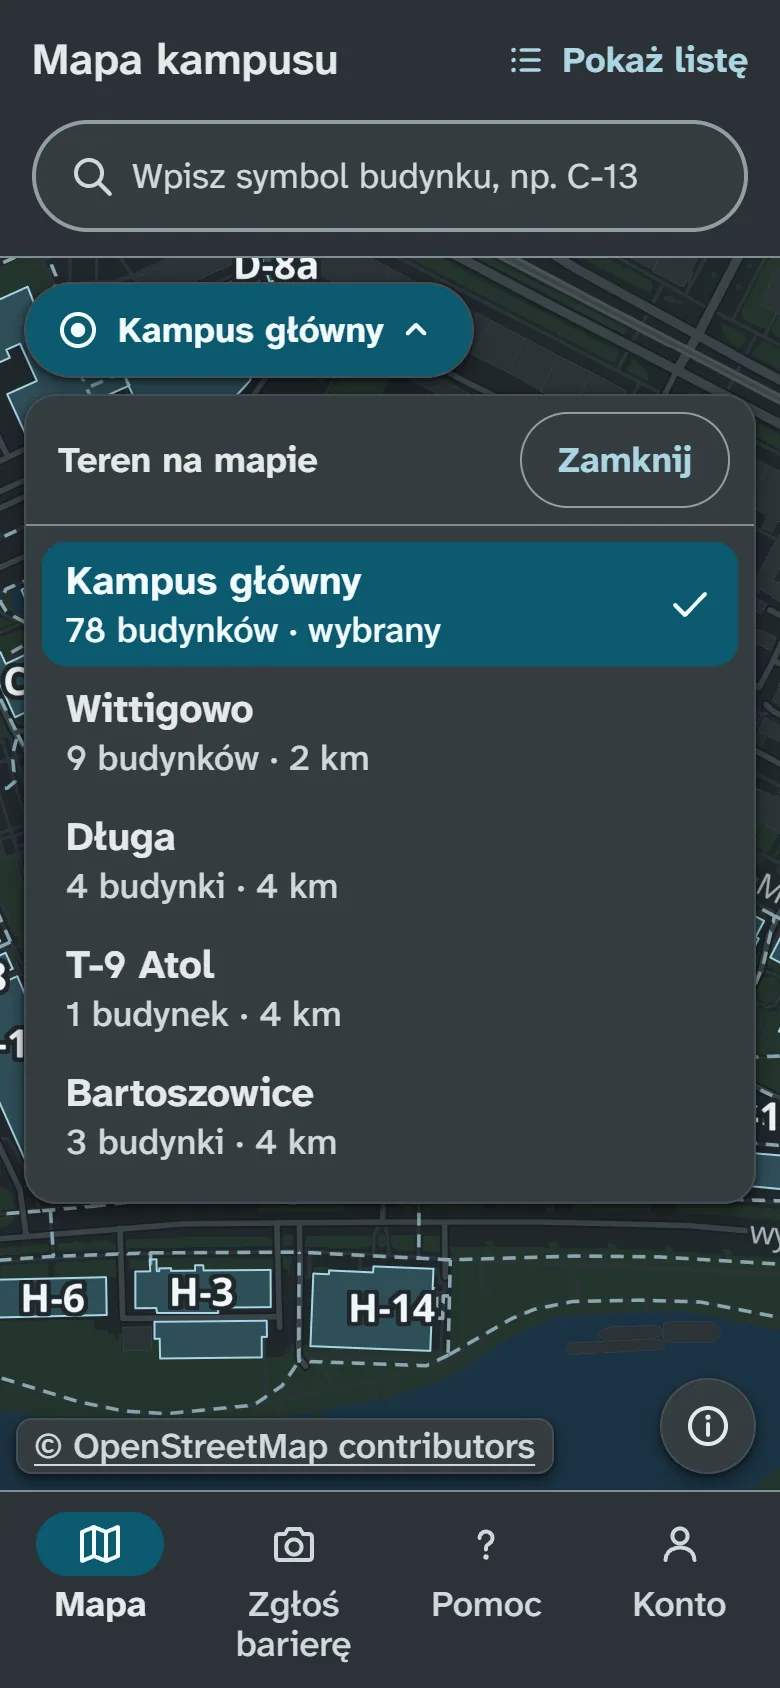 Mapa kampusu
Pokaż listę
Wpisz symbol budynku, np. C-13
D-8a
Kampus główny
Teren na mapie
Zamknij
Kampus główny
78 budynków · wybrany
Wittigowo
9 budynków · 2 km
Długa
4 budynki · 4 km
T-9 Atol
1 budynek · 4 km
Bartoszowice
3 budynki · 4 km
H-6
H-3
H-14
© OpenStreetMap contributors
Mapa
Zgłoś
barierę
Pomoc
Konto